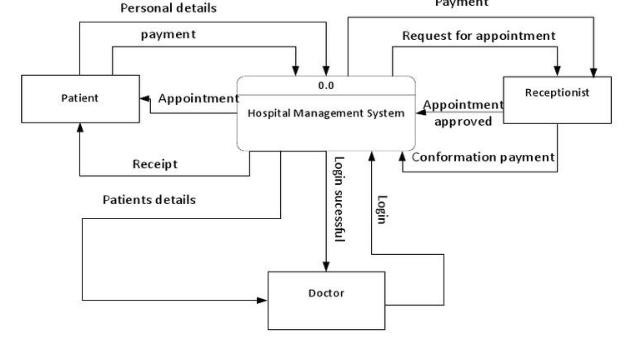 Payment
Personal details
payment
Request for appointment
0.0
Patient
Appointment
Hospital Management System
Appointment
approved
Receptionist
Receipt
Conformation payment
Patients details
Login sucessful
Login
Doctor